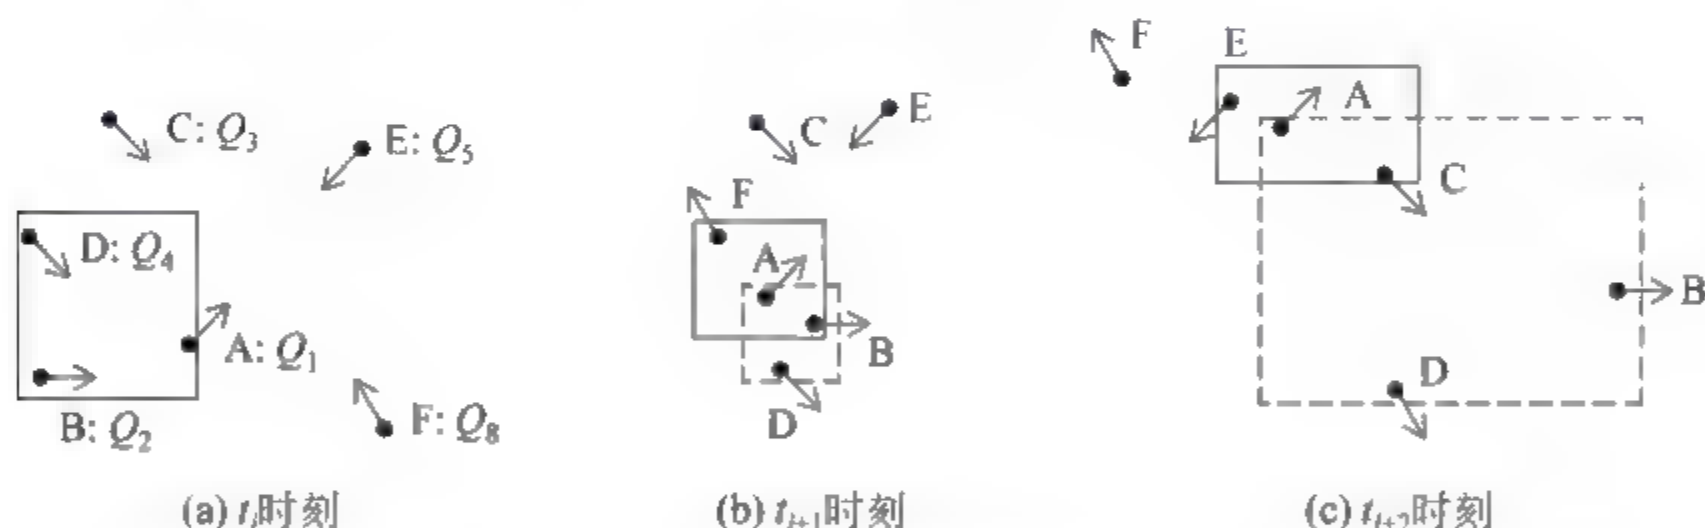 C: Q₃
E: Q₅
D: Q₄
A: Q₁
B: Q₂
F: Q₈
(a) tᵢ时刻
C
E
F
A
B
D
(b) tᵢ₊₁时刻
F
E
A
C
B
D
(c) tᵢ₊₂时刻